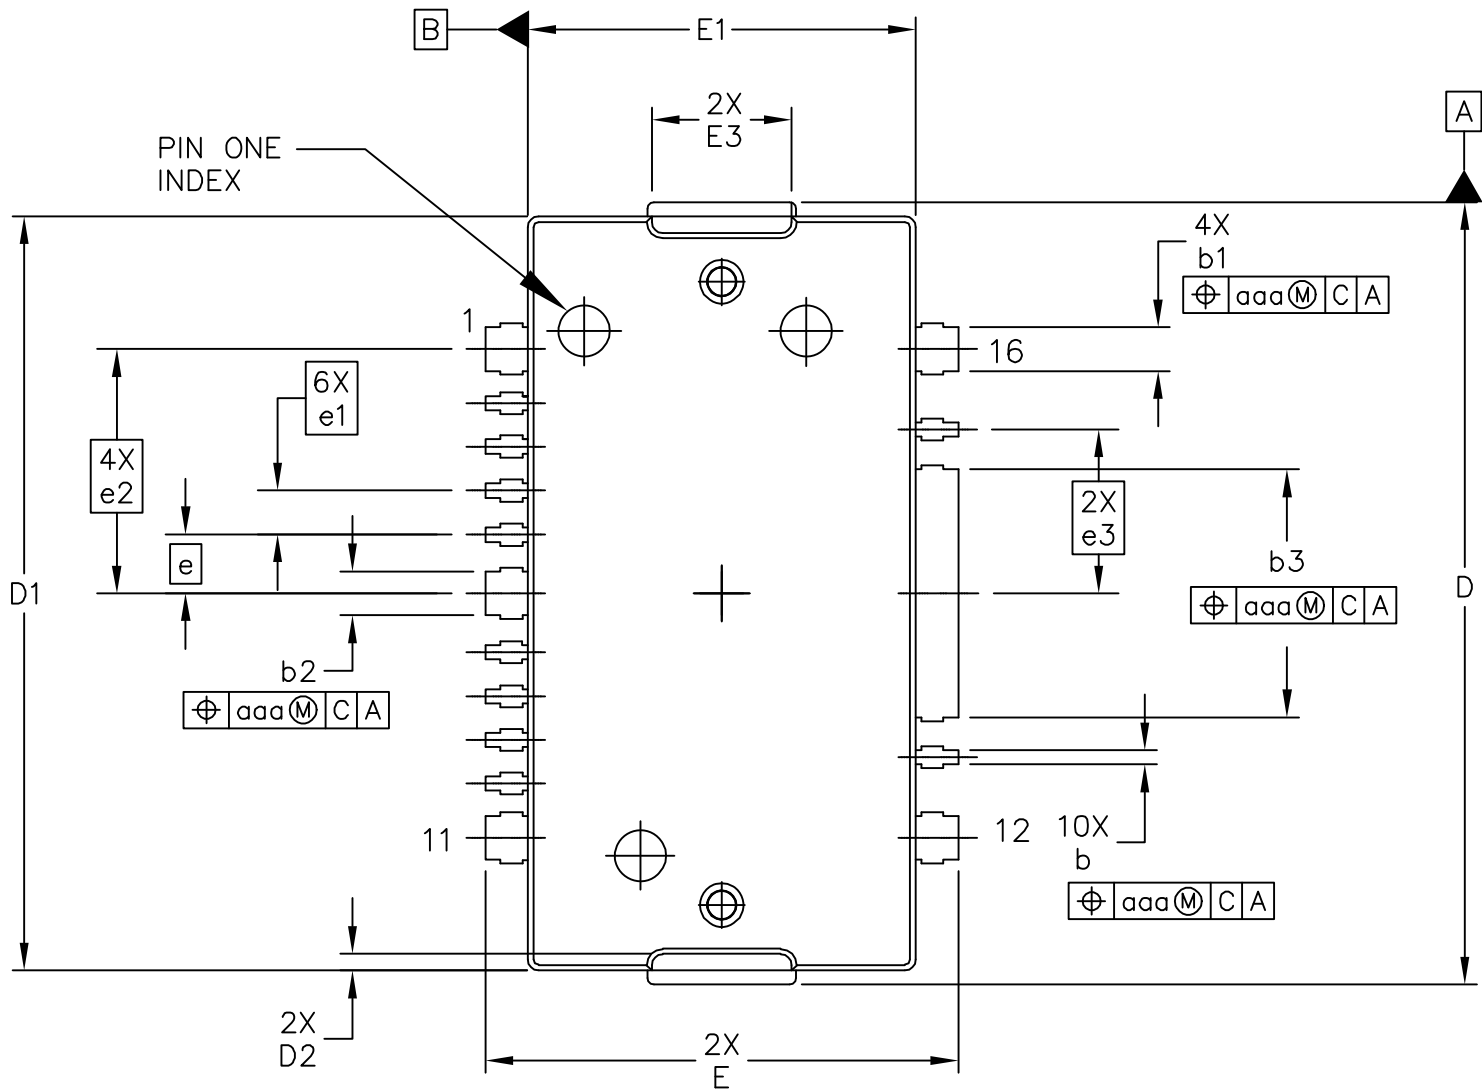 B
E1
2X
E3
A
PIN ONE
INDEX
4X
b1
⌖ aaa Ⓜ C A
1
16
6X
e1
4X
e2
2X
e3
e
b3
⌖ aaa Ⓜ C A
D1
D
b2
⌖ aaa Ⓜ C A
11
12
10X
b
⌖ aaa Ⓜ C A
2X
D2
2X
E